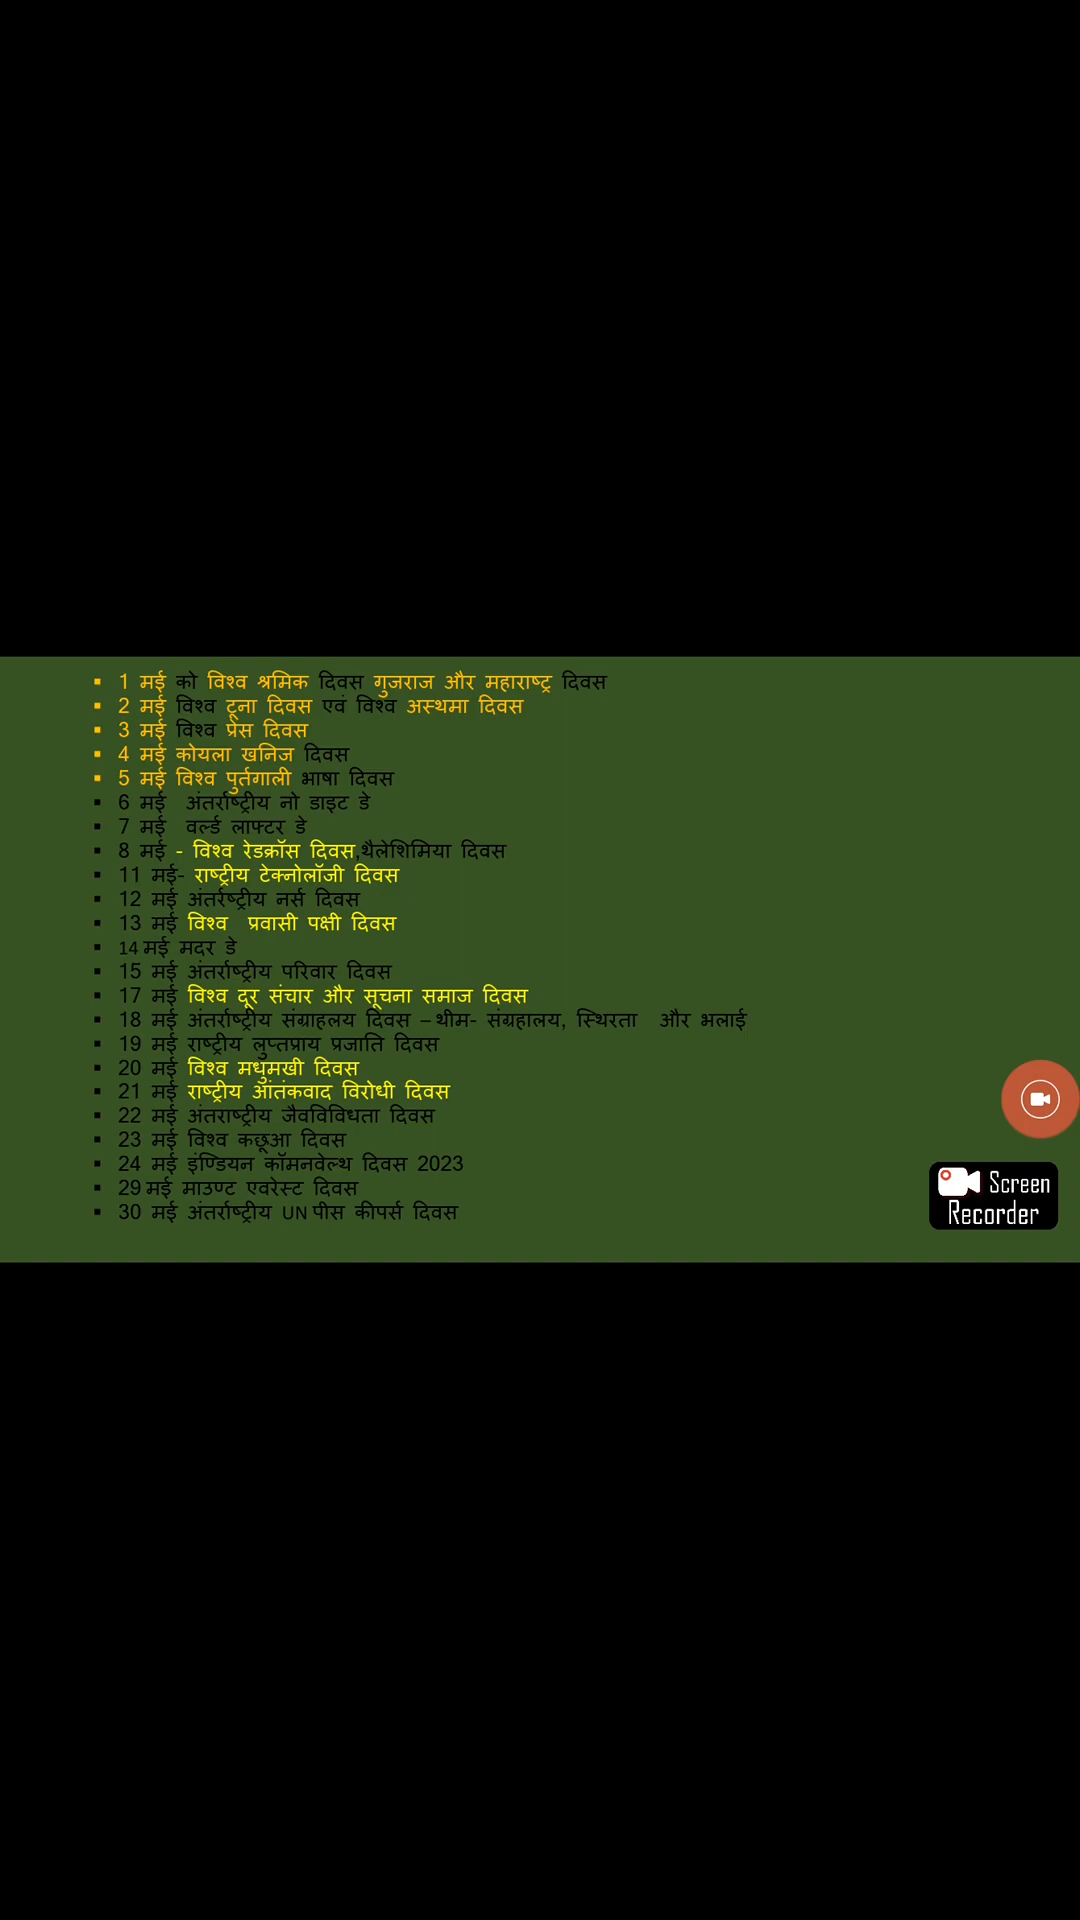 ▪ 1 मई को विश्व श्रमिक दिवस गुजराज और महाराष्ट्र दिवस
▪ 2 मई विश्व टूना दिवस एवं विश्व अस्थमा दिवस
▪ 3 मई विश्व प्रेस दिवस
▪ 4 मई कोयला खनिज दिवस
▪ 5 मई विश्व पुर्तगाली भाषा दिवस
▪ 6 मई अंतर्राष्ट्रीय नो डाइट डे
▪ 7 मई वर्ल्ड लाफ्टर डे
▪ 8 मई - विश्व रेडक्रॉस दिवस,थैलेशिमिया दिवस
▪ 11 मई- राष्ट्रीय टेक्नोलॉजी दिवस
▪ 12 मई अंतर्रष्ट्रीय नर्स दिवस
▪ 13 मई विश्व प्रवासी पक्षी दिवस
▪ 14 मई मदर डे
▪ 15 मई अंतर्राष्ट्रीय परिवार दिवस
▪ 17 मई विश्व दूर संचार और सूचना समाज दिवस
▪ 18 मई अंतर्राष्ट्रीय संग्राहलय दिवस – थीम- संग्रहालय, स्थिरता और भलाई
▪ 19 मई राष्ट्रीय लुप्तप्राय प्रजाति दिवस
▪ 20 मई विश्व मधुमखी दिवस
▪ 21 मई राष्ट्रीय आंतंकवाद विरोधी दिवस
▪ 22 मई अंतराष्ट्रीय जैवविविधता दिवस
▪ 23 मई विश्व कछूआ दिवस
▪ 24 मई इंण्डियन कॉमनवेल्थ दिवस 2023
▪ 29 मई माउण्ट एवरेस्ट दिवस
▪ 30 मई अंतर्राष्ट्रीय UN पीस कीपर्स दिवस
Screen
Recorder